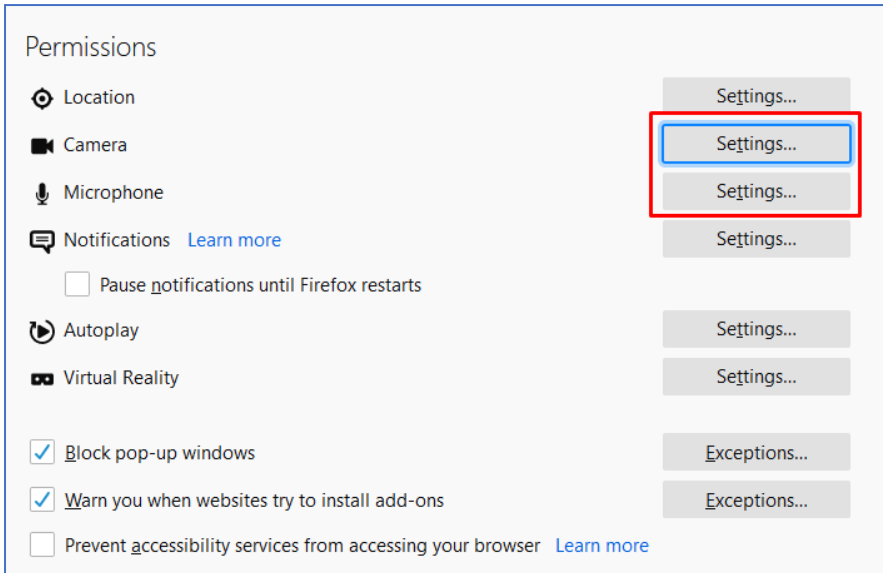 Permissions
Location Settings...
Camera Settings...
Microphone Settings...
Notifications Learn more Settings...
Pause notifications until Firefox restarts
Autoplay Settings...
Virtual Reality Settings...
Block pop-up windows Exceptions...
Warn you when websites try to install add-ons Exceptions...
Prevent accessibility services from accessing your browser Learn more